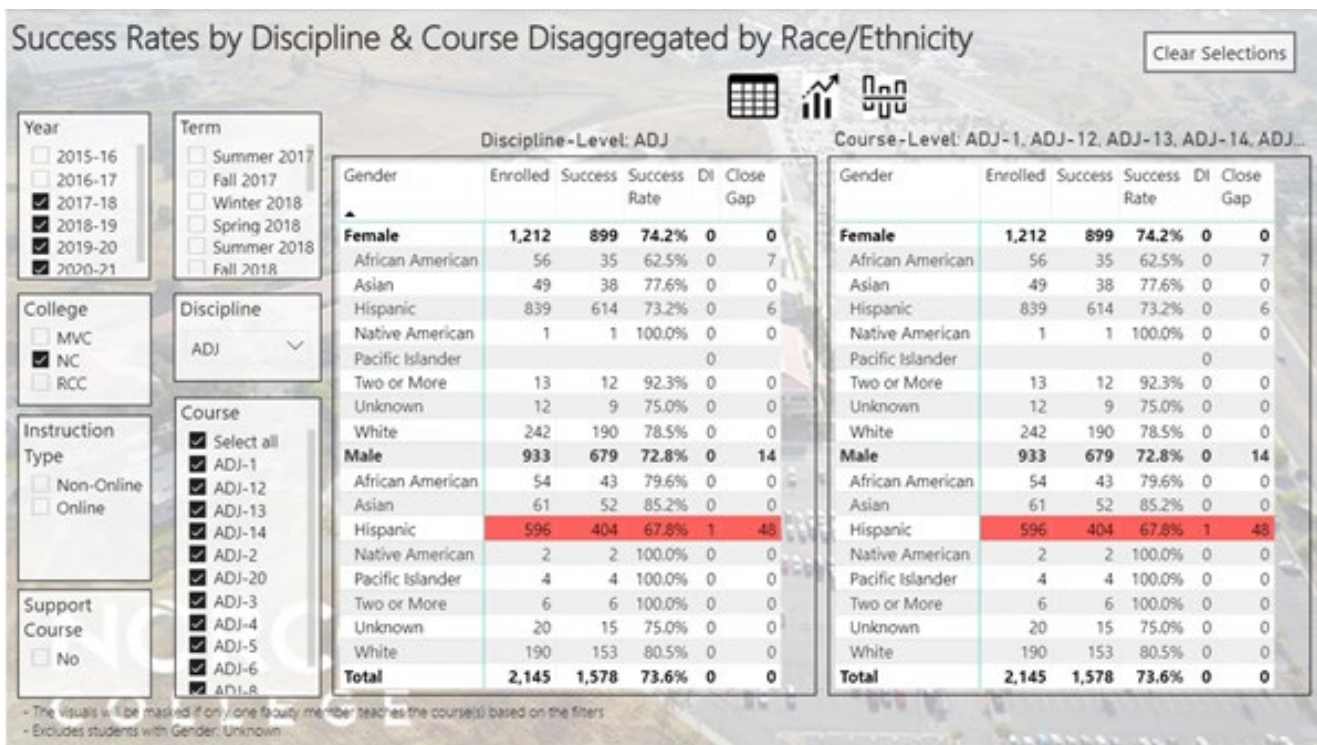 Success Rates by Discipline & Course Disaggregated by Race/Ethnicity
Clear Selections
Year
2015-16
2016-17
2017-18
2018-19
2019-20
2020-21
Term
Summer 2017
Fall 2017
Winter 2018
Spring 2018
Summer 2018
Fall 2018
College
MVC
NC
RCC
Discipline
ADJ
Instruction
Type
Non-Online
Online
Course
Select all
ADJ-1
ADJ-12
ADJ-13
ADJ-14
ADJ-2
ADJ-20
ADJ-3
ADJ-4
ADJ-5
ADJ-6
ADJ-8
Support
Course
No
Discipline-Level: ADJ
Gender Enrolled Success Success Rate DI Close Gap
Female 1,212 899 74.2% 0 0
African American 56 35 62.5% 0 7
Asian 49 38 77.6% 0 0
Hispanic 839 614 73.2% 0 6
Native American 1 1 100.0% 0 0
Pacific Islander 0
Two or More 13 12 92.3% 0 0
Unknown 12 9 75.0% 0 0
White 242 190 78.5% 0 0
Male 933 679 72.8% 0 14
African American 54 43 79.6% 0 0
Asian 61 52 85.2% 0 0
Hispanic 596 404 67.8% 1 48
Native American 2 2 100.0% 0 0
Pacific Islander 4 4 100.0% 0 0
Two or More 6 6 100.0% 0 0
Unknown 20 15 75.0% 0 0
White 190 153 80.5% 0 0
Total 2,145 1,578 73.6% 0 0
Course-Level: ADJ-1, ADJ-12, ADJ-13, ADJ-14, ADJ...
Gender Enrolled Success Success Rate DI Close Gap
Female 1,212 899 74.2% 0 0
African American 56 35 62.5% 0 7
Asian 49 38 77.6% 0 0
Hispanic 839 614 73.2% 0 6
Native American 1 1 100.0% 0 0
Pacific Islander 0
Two or More 13 12 92.3% 0 0
Unknown 12 9 75.0% 0 0
White 242 190 78.5% 0 0
Male 933 679 72.8% 0 14
African American 54 43 79.6% 0 0
Asian 61 52 85.2% 0 0
Hispanic 596 404 67.8% 1 48
Native American 2 2 100.0% 0 0
Pacific Islander 4 4 100.0% 0 0
Two or More 6 6 100.0% 0 0
Unknown 20 15 75.0% 0 0
White 190 153 80.5% 0 0
Total 2,145 1,578 73.6% 0 0
- The visuals will be masked if only one faculty member teaches the course(s) based on the filters
- Excludes students with Gender: Unknown